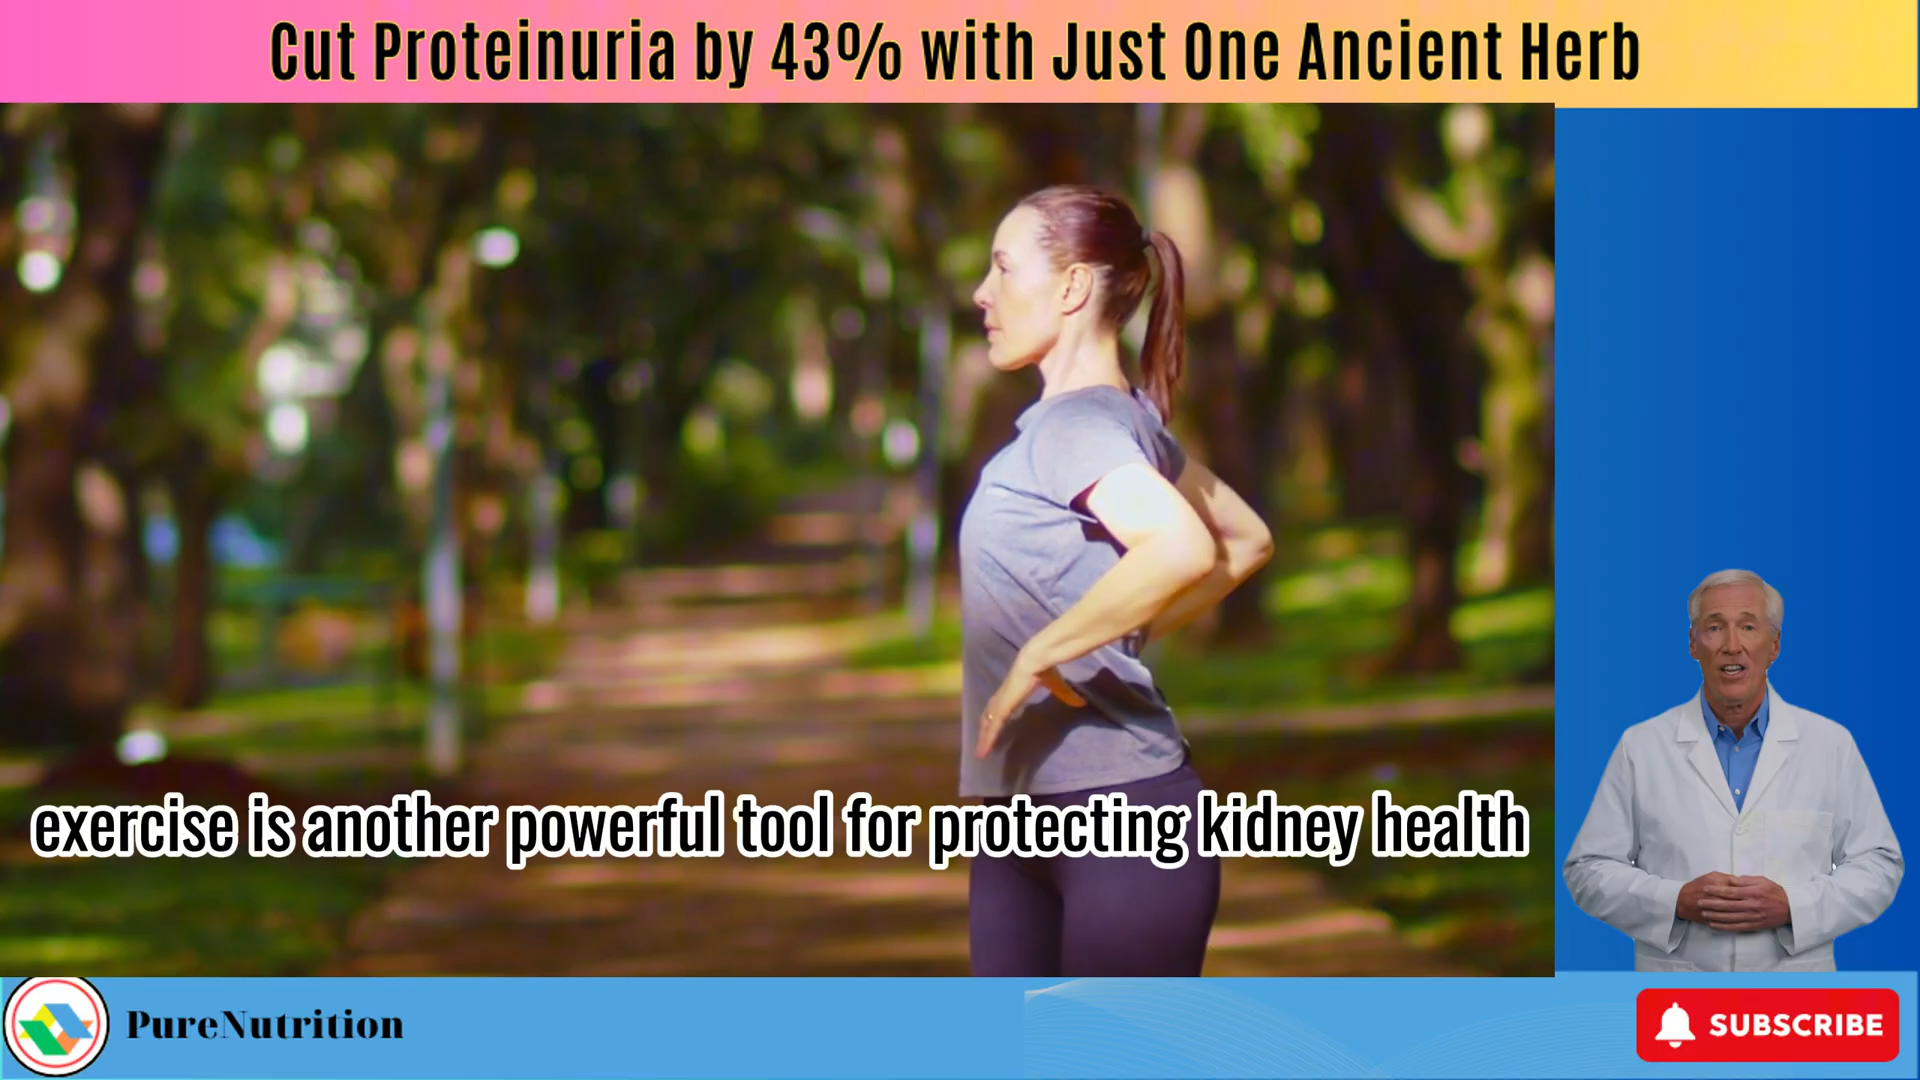 Cut Proteinuria by 43% with Just One Ancient Herb
exercise is another powerful tool for protecting kidney health
PureNutrition
SUBSCRIBE